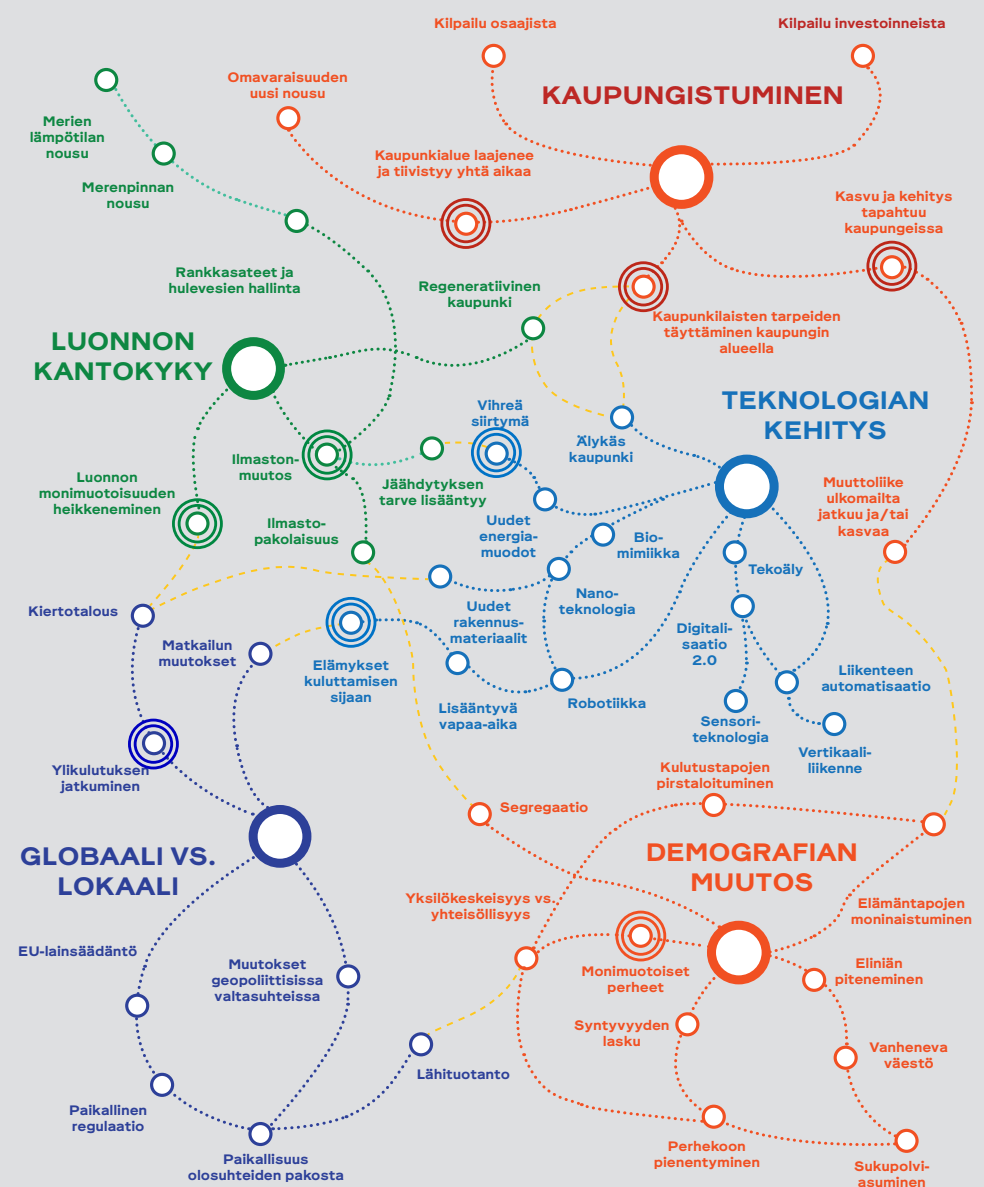 Kilpailu osaajista
Kilpailu investoinneista
KAUPUNGISTUMINEN
Omavaraisuuden
uusi nousu
Merien
lämpötilan
nousu
Kaupunkialue laajenee
ja tiivistyy yhtä aikaa
Merenpinnan
nousu
Kasvu ja kehitys
tapahtuu
kaupungeissa
Rankkasateet ja
hulevesien hallinta
Regeneratiivinen
kaupunki
Kaupunkilaisten tarpeiden
täyttäminen kaupungin
alueella
LUONNON
KANTOKYKY
TEKNOLOGIAN
KEHITYS
Vihreä
siirtymä
Älykäs
kaupunki
Ilmaston-
muutos
Jäähdytyksen
tarve lisääntyy
Luonnon
monimuotoisuuden
heikkeneminen
Muuttoliike
ulkomailta
jatkuu ja/tai
kasvaa
Ilmasto-
pakolaisuus
Uudet
energia-
muodot
Bio-
mimiikka
Tekoäly
Nano-
teknologia
Kiertotalous
Uudet
rakennus-
materiaalit
Matkailun
muutokset
Digitali-
saatio
2.0
Elämykset
kuluttamisen
sijaan
Liikenteen
automatisaatio
Lisääntyvä
vapaa-aika
Robotiikka
Sensori-
teknologia
Vertikaali-
liikenne
Ylikulutuksen
jatkuminen
Kulutustapojen
pirstaloituminen
Segregaatio
GLOBAALI VS.
LOKAALI
DEMOGRAFIAN
MUUTOS
Yksilökeskeisyys vs.
yhteisöllisyys
Elämäntapojen
moninaistuminen
EU-lainsäädäntö
Muutokset
geopoliittisissa
valtasuhteissa
Monimuotoiset
perheet
Eliniän
piteneminen
Syntyvyyden
lasku
Vanheneva
väestö
Lähituotanto
Paikallinen
regulaatio
Perhekoon
pienentyminen
Paikallisuus
olosuhteiden pakosta
Sukupolvi-
asuminen